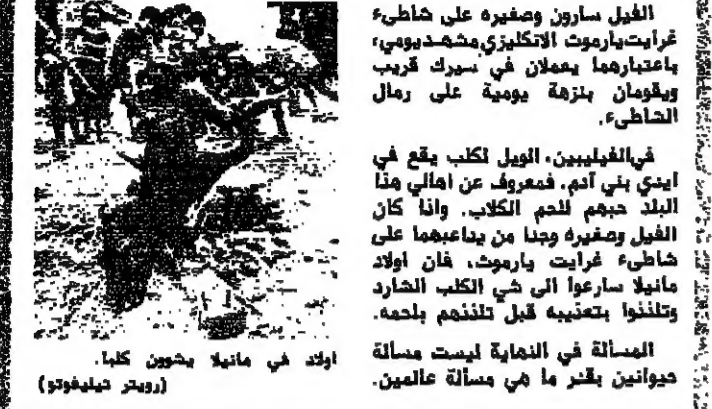 الفيل سارون وصغيره على شاطىء
غرايت يارموث الانكليزي مشهد يومي،
باعتبارهما يعملان في سيرك قريب
ويقومان بنزهة يومية على رمال
الشاطىء.
في الفيليبين، الويل لكلب يقع في
ايدي بني آدم. فمعروف عن اهالي هذا
البلد حبهم للحم الكلاب. واذا كان
الفيل وصغيره وجدا من يداعبهما على
شاطىء غرايت يارموث، فان اولاد
مانيلا سارعوا الى شي الكلب الشارد
وتلذذوا بتعذيبه قبل تلذذهم بلحمه.
المسألة في النهاية ليست مسألة
حيوانين بقدر ما هي مسألة عالمين.
اولاد في مانيلا يشوون كلبا.
(رويتر تيليفوتو)